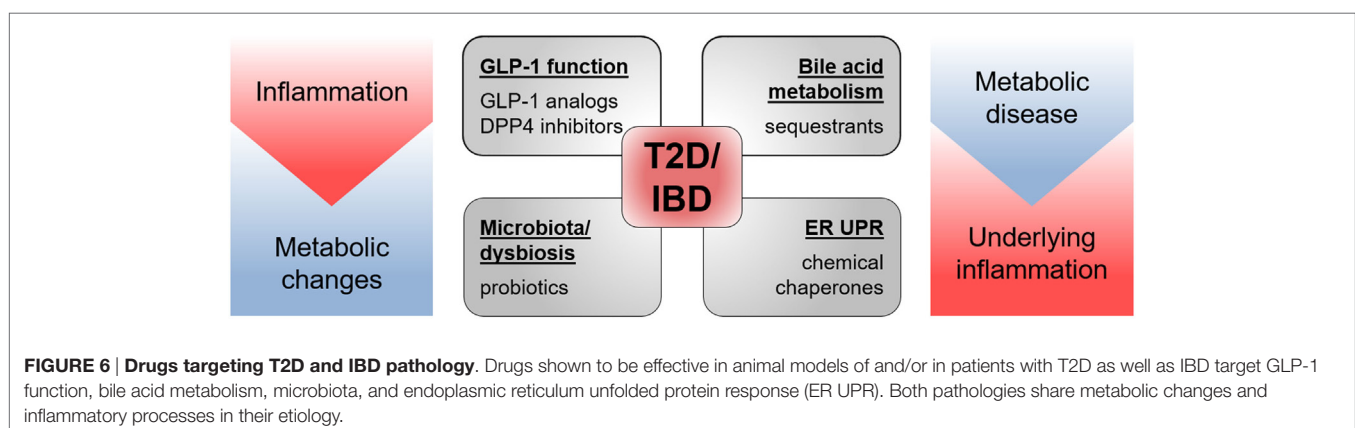 Inflammation
Metabolic
changes
GLP-1 function
GLP-1 analogs
DPP4 inhibitors
Bile acid
metabolism
sequestrants
T2D/
IBD
Microbiota/
dysbiosis
probiotics
ER UPR
chemical
chaperones
Metabolic
disease
Underlying
inflammation
FIGURE 6 | Drugs targeting T2D and IBD pathology. Drugs shown to be effective in animal models of and/or in patients with T2D as well as IBD target GLP-1
function, bile acid metabolism, microbiota, and endoplasmic reticulum unfolded protein response (ER UPR). Both pathologies share metabolic changes and
inflammatory processes in their etiology.